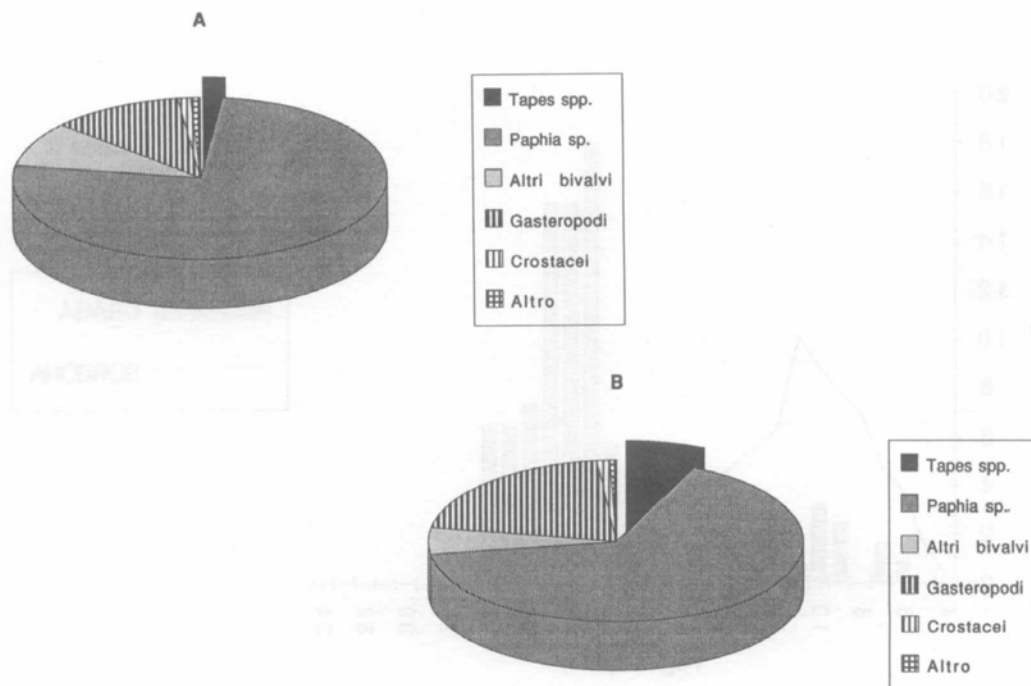 A
Tapes spp.
Paphia sp.
Altri bivalvi
Gasteropodi
Crostacei
Altro
B
Tapes spp.
Paphia sp..
Altri bivalvi
Gasteropodi
Crostacei
Altro